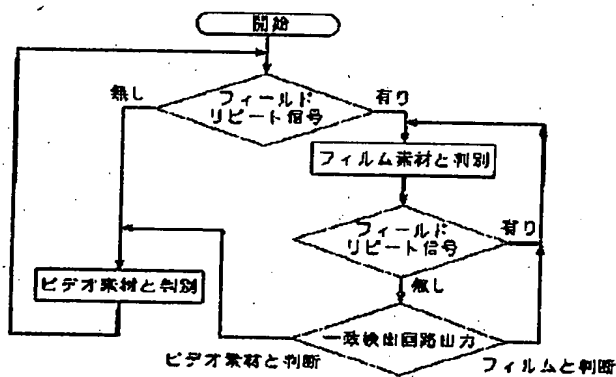 開始
無し
フィールド
リピート信号
有り
フィルム素材と判別
フィールド
リピート信号
有り
無し
ビデオ素材と判別
一致検出回路出力
ビデオ素材と判断
フィルムと判断